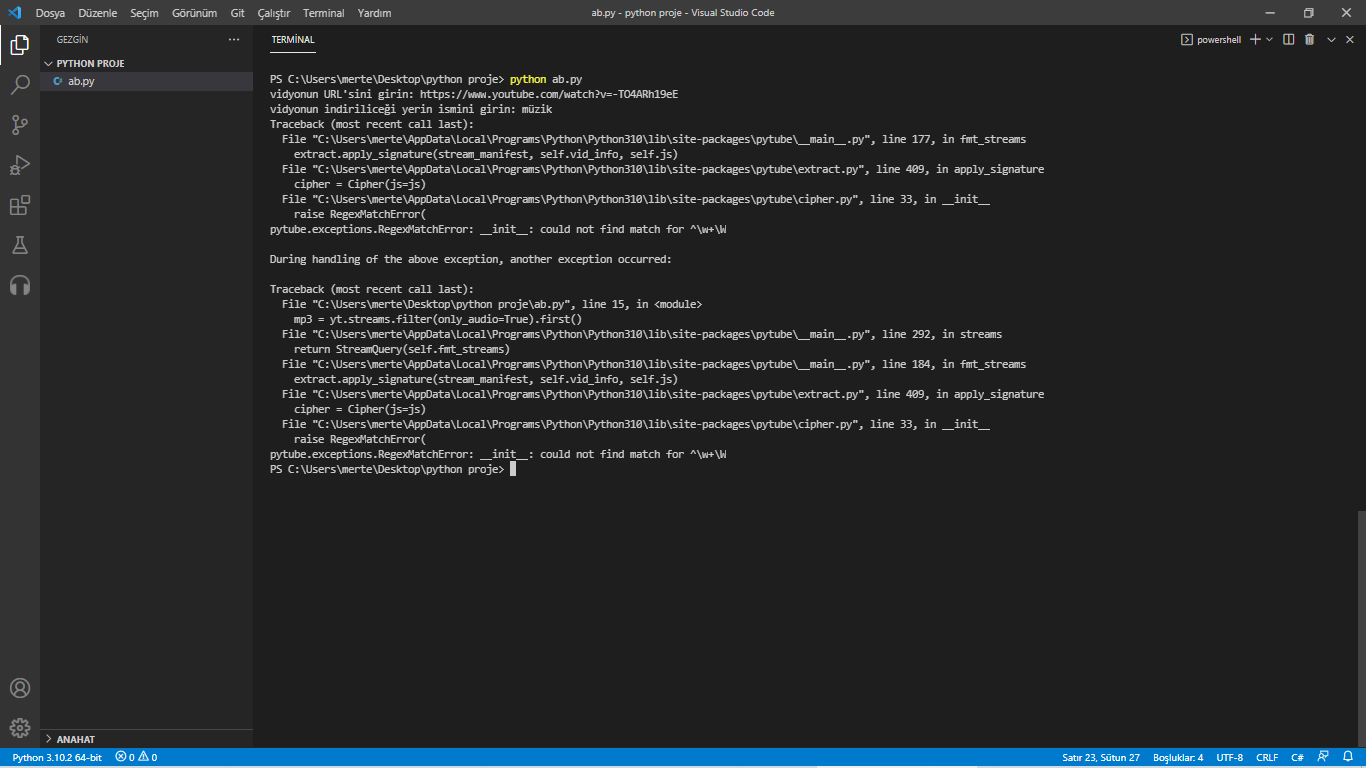 Dosya Düzenle Seçim Görünüm Git Çalıştır Terminal Yardım
ab.py - python proje - Visual Studio Code
GEZGİN
PYTHON PROJE
ab.py
TERMİNAL
powershell
PS C:\Users\merte\Desktop\python proje> python ab.py
vidyonun URL'sini girin: https://www.youtube.com/watch?v=-TO4ARh19eE
vidyonun indiriliceği yerin ismini girin: müzik
Traceback (most recent call last):
  File "C:\Users\merte\AppData\Local\Programs\Python\Python310\lib\site-packages\pytube\__main__.py", line 177, in fmt_streams
    extract.apply_signature(stream_manifest, self.vid_info, self.js)
  File "C:\Users\merte\AppData\Local\Programs\Python\Python310\lib\site-packages\pytube\extract.py", line 409, in apply_signature
    cipher = Cipher(js=js)
  File "C:\Users\merte\AppData\Local\Programs\Python\Python310\lib\site-packages\pytube\cipher.py", line 33, in __init__
    raise RegexMatchError(
pytube.exceptions.RegexMatchError: __init__: could not find match for ^\w+\W
During handling of the above exception, another exception occurred:
Traceback (most recent call last):
  File "C:\Users\merte\Desktop\python proje\ab.py", line 15, in <module>
    mp3 = yt.streams.filter(only_audio=True).first()
  File "C:\Users\merte\AppData\Local\Programs\Python\Python310\lib\site-packages\pytube\__main__.py", line 292, in streams
    return StreamQuery(self.fmt_streams)
  File "C:\Users\merte\AppData\Local\Programs\Python\Python310\lib\site-packages\pytube\__main__.py", line 184, in fmt_streams
    extract.apply_signature(stream_manifest, self.vid_info, self.js)
  File "C:\Users\merte\AppData\Local\Programs\Python\Python310\lib\site-packages\pytube\extract.py", line 409, in apply_signature
    cipher = Cipher(js=js)
  File "C:\Users\merte\AppData\Local\Programs\Python\Python310\lib\site-packages\pytube\cipher.py", line 33, in __init__
    raise RegexMatchError(
pytube.exceptions.RegexMatchError: __init__: could not find match for ^\w+\W
PS C:\Users\merte\Desktop\python proje>
ANAHAT
Python 3.10.2 64-bit 0 0
Satır 23, Sütun 27 Boşluklar: 4 UTF-8 CRLF C#